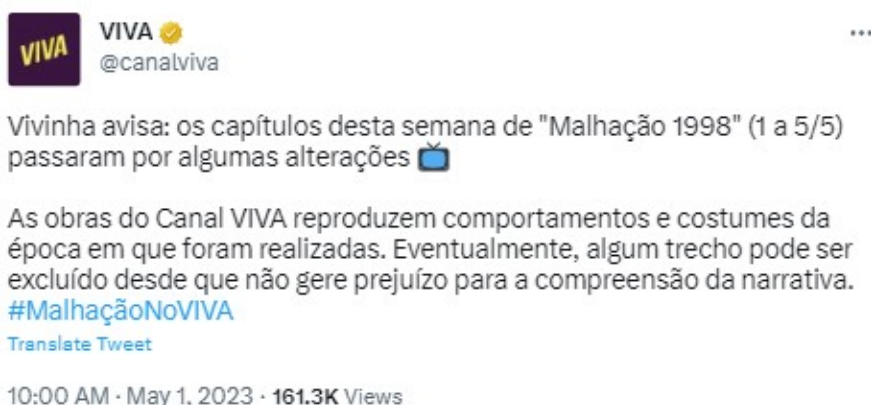 VIVA
VIVA
@canalviva
Vivinha avisa: os capítulos desta semana de "Malhação 1998" (1 a 5/5)
passaram por algumas alterações
As obras do Canal VIVA reproduzem comportamentos e costumes da
época em que foram realizadas. Eventualmente, algum trecho pode ser
excluído desde que não gere prejuízo para a compreensão da narrativa.
#MalhaçãoNoVIVA
Translate Tweet
10:00 AM · May 1, 2023 · 161.3K Views